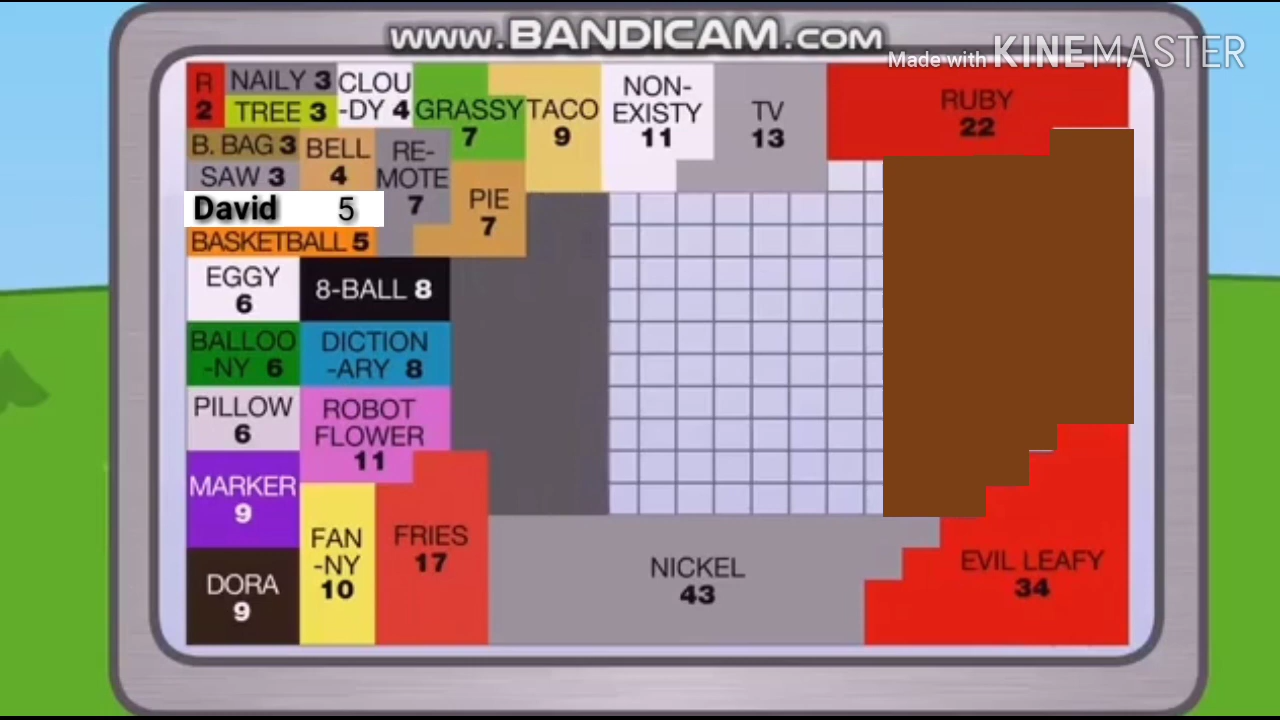 www.BANDICAM.com
Made with KINEMASTER
R
2
NAILY 3
TREE 3
CLOU
-DY 4
GRASSY
7
TACO
9
NON-
EXISTY
11
TV
13
RUBY
22
B. BAG 3
SAW 3
BELL
4
RE-
MOTE
7
PIE
7
David 5
BASKETBALL 5
EGGY
6
8-BALL 8
BALLOO
-NY 6
DICTION
-ARY 8
PILLOW
6
ROBOT
FLOWER
11
MARKER
9
FAN
-NY
10
FRIES
17
DORA
9
NICKEL
43
EVIL LEAFY
34